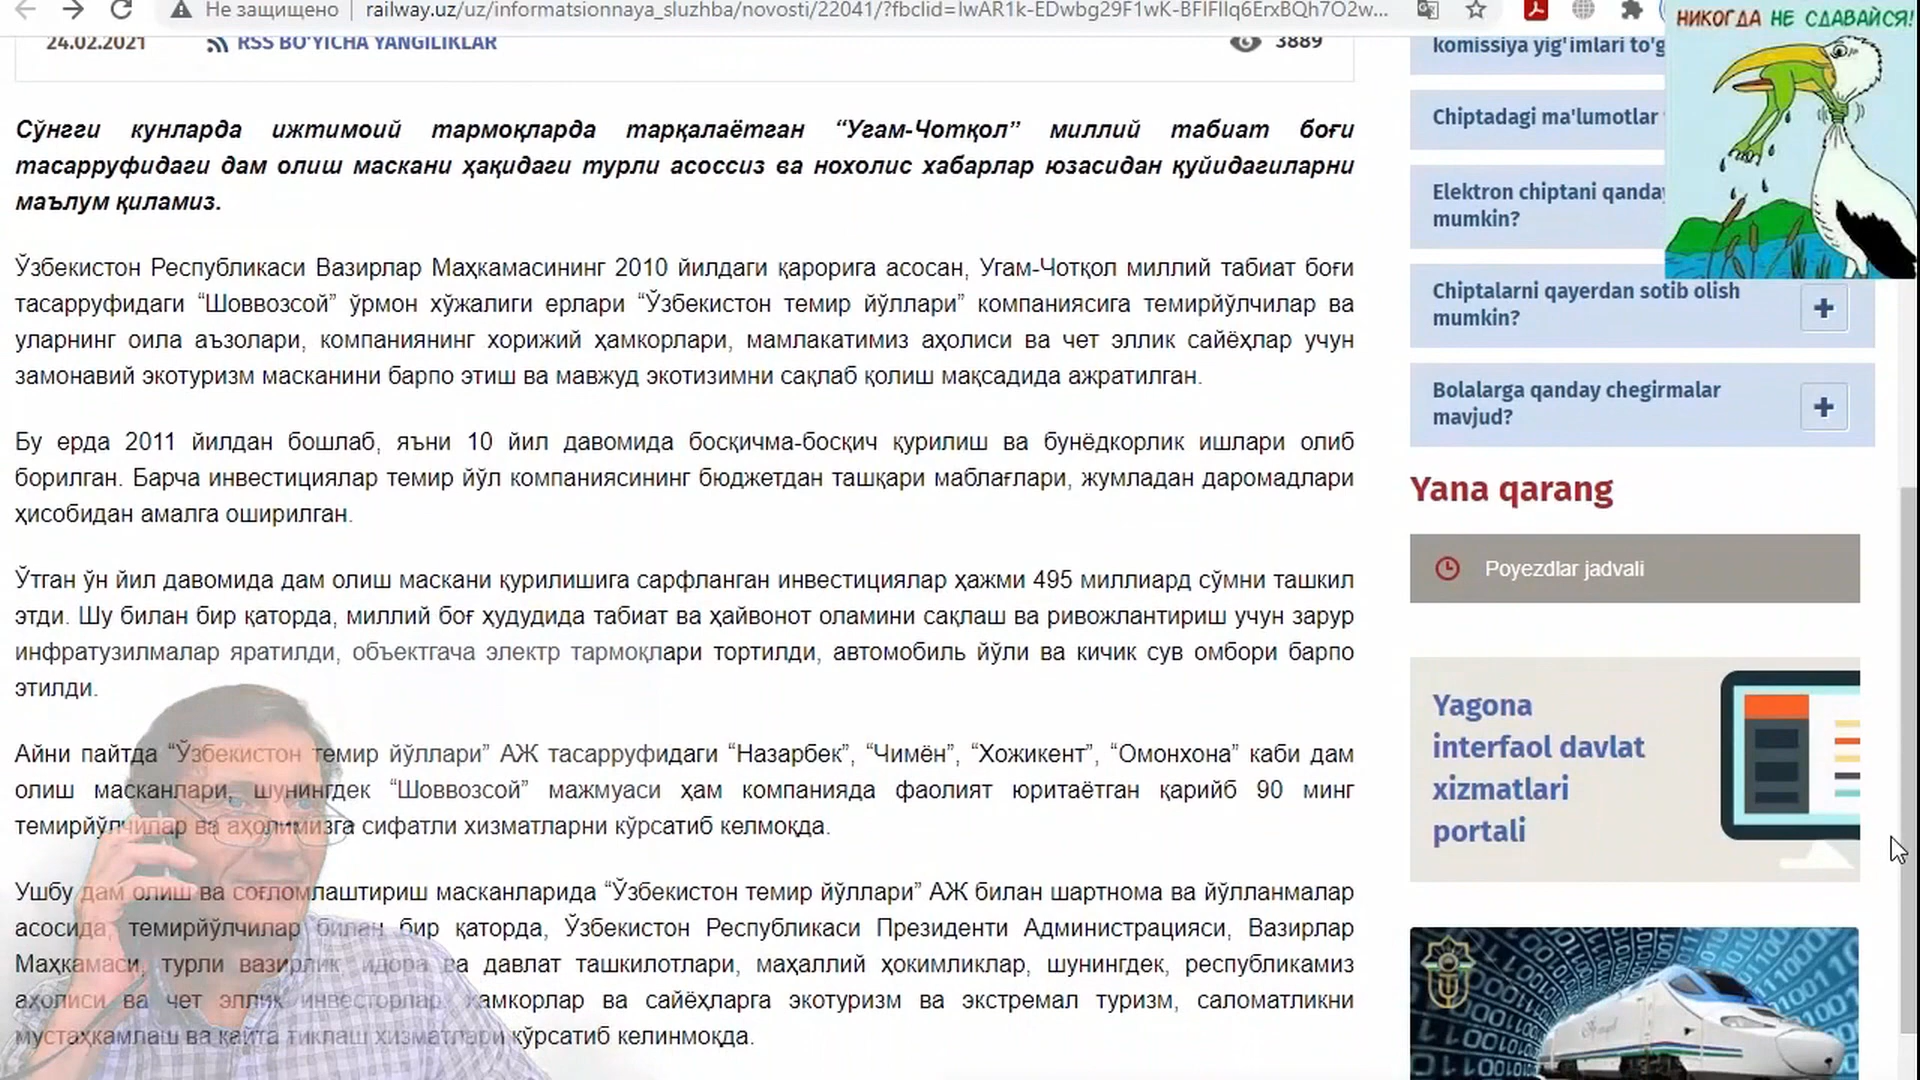 Не защищено
railway.uz/uz/informatsionnaya_sluzhba/novosti/22041/?fbclid=IwAR1k-EDwbg29F1wK-BFIFIlq6ErxBQh7O2w...
24.02.2021 RSS BO'YICHA YANGILIKLAR 3889
Сўнгги кунларда ижтимоий тармоқларда тарқалаётган “Угам-Чотқол” миллий табиат боғи
тасарруфидаги дам олиш маскани ҳақидаги турли асоссиз ва нохолис хабарлар юзасидан қуйидагиларни
маълум қиламиз.
Ўзбекистон Республикаси Вазирлар Маҳкамасининг 2010 йилдаги қарорига асосан, Угам-Чотқол миллий табиат боғи
тасарруфидаги “Шоввозсой” ўрмон хўжалиги ерлари “Ўзбекистон темир йўллари” компаниясига темирйўлчилар ва
уларнинг оила аъзолари, компаниянинг хорижий ҳамкорлари, мамлакатимиз аҳолиси ва чет эллик сайёҳлар учун
замонавий экотуризм масканини барпо этиш ва мавжуд экотизимни сақлаб қолиш мақсадида ажратилган.
Бу ерда 2011 йилдан бошлаб, яъни 10 йил давомида босқичма-босқич қурилиш ва бунёдкорлик ишлари олиб
борилган. Барча инвестициялар темир йўл компаниясининг бюджетдан ташқари маблағлари, жумладан даромадлари
ҳисобидан амалга оширилган.
Ўтган ўн йил давомида дам олиш маскани қурилишига сарфланган инвестициялар ҳажми 495 миллиард сўмни ташкил
этди. Шу билан бир қаторда, миллий боғ ҳудудида табиат ва ҳайвонот оламини сақлаш ва ривожлантириш учун зарур
инфратузилмалар яратилди, объектгача электр тармоқлари тортилди, автомобиль йўли ва кичик сув омбори барпо
этилди.
Айни пайтда “Ўзбекистон темир йўллари” АЖ тасарруфидаги “Назарбек”, “Чимён”, “Хожикент”, “Омонхона” каби дам
олиш масканлари, шунингдек “Шоввозсой” мажмуаси ҳам компанияда фаолият юритаётган қарийб 90 минг
темирйўлчилар ва аҳолимизга сифатли хизматларни кўрсатиб келмоқда.
Ушбу дам олиш ва соғломлаштириш масканларида “Ўзбекистон темир йўллари” АЖ билан шартнома ва йўлланмалар
асосида, темирйўлчилар билан бир қаторда, Ўзбекистон Республикаси Президенти Администрацияси, Вазирлар
Маҳкамаси, турли вазирлик, идора ва давлат ташкилотлари, маҳаллий ҳокимликлар, шунингдек, республикамиз
аҳолиси ва чет эллик инвесторлар, ҳамкорлар ва сайёҳларга экотуризм ва экстремал туризм, саломатликни
мустаҳкамлаш ва қайта тиклаш хизматлари кўрсатиб келинмоқда.
НИКОГДА НЕ СДАВАЙСЯ!
komissiya yig'imlari to'g
Chiptadagi ma'lumotlar
Elektron chiptani qanday
mumkin?
Chiptalarni qayerdan sotib olish
mumkin?
Bolalarga qanday chegirmalar
mavjud?
Yana qarang
Poyezdlar jadvali
Yagona
interfaol davlat
xizmatlari
portali